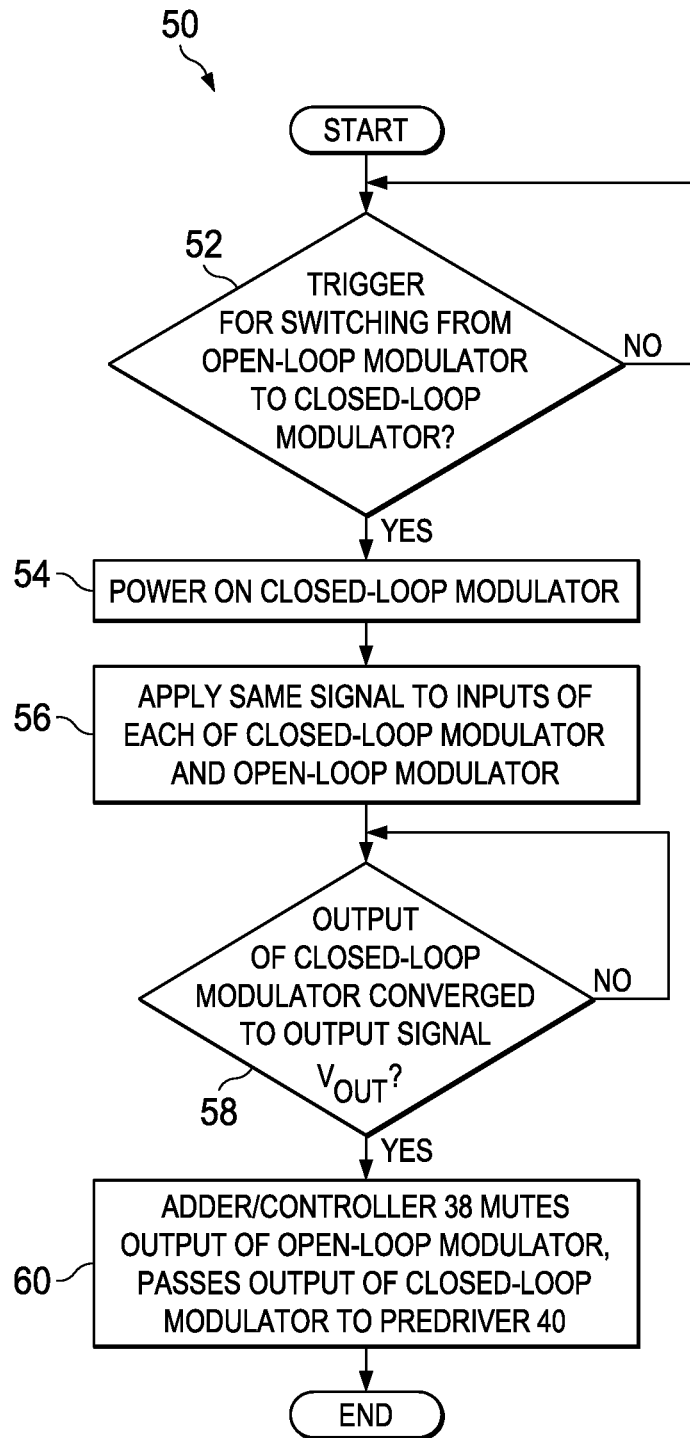 50
START
52
TRIGGER
FOR SWITCHING FROM
OPEN-LOOP MODULATOR
TO CLOSED-LOOP
MODULATOR?
NO
YES
54
POWER ON CLOSED-LOOP MODULATOR
56
APPLY SAME SIGNAL TO INPUTS OF
EACH OF CLOSED-LOOP MODULATOR
AND OPEN-LOOP MODULATOR
OUTPUT
OF CLOSED-LOOP
MODULATOR CONVERGED
TO OUTPUT SIGNAL
VOUT?
NO
58
YES
60
ADDER/CONTROLLER 38 MUTES
OUTPUT OF OPEN-LOOP MODULATOR,
PASSES OUTPUT OF CLOSED-LOOP
MODULATOR TO PREDRIVER 40
END